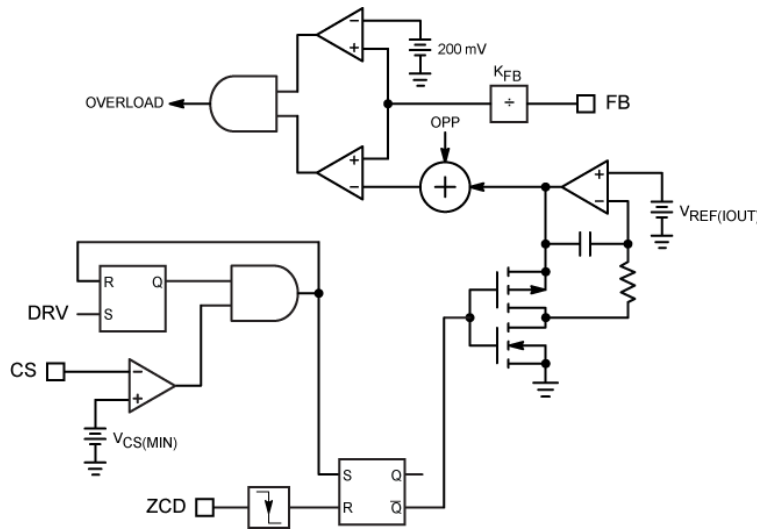 200 mV
K_FB
÷
FB
OVERLOAD
OPP
V_REF(IOUT)
R Q
S
DRV
CS
V_CS(MIN)
S Q
R Q̅
ZCD